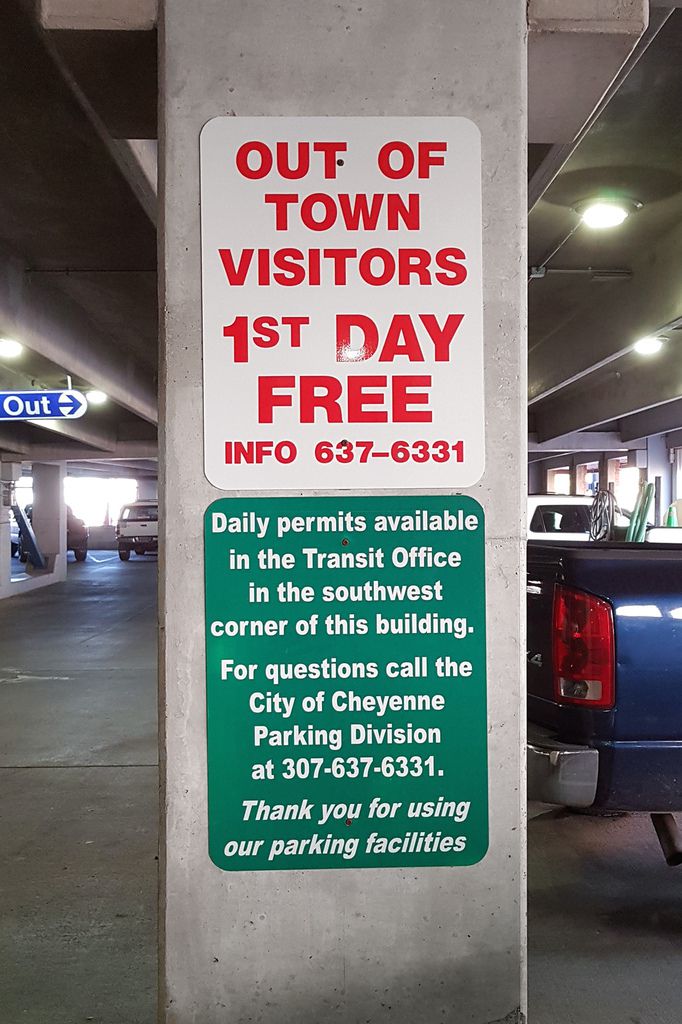 OUT OF
TOWN
VISITORS
1ST DAY
FREE
INFO 637-6331
Out
Daily permits available
in the Transit Office
in the southwest
corner of this building.
For questions call the
City of Cheyenne
Parking Division
at 307-637-6331.
Thank you for using
our parking facilities
4